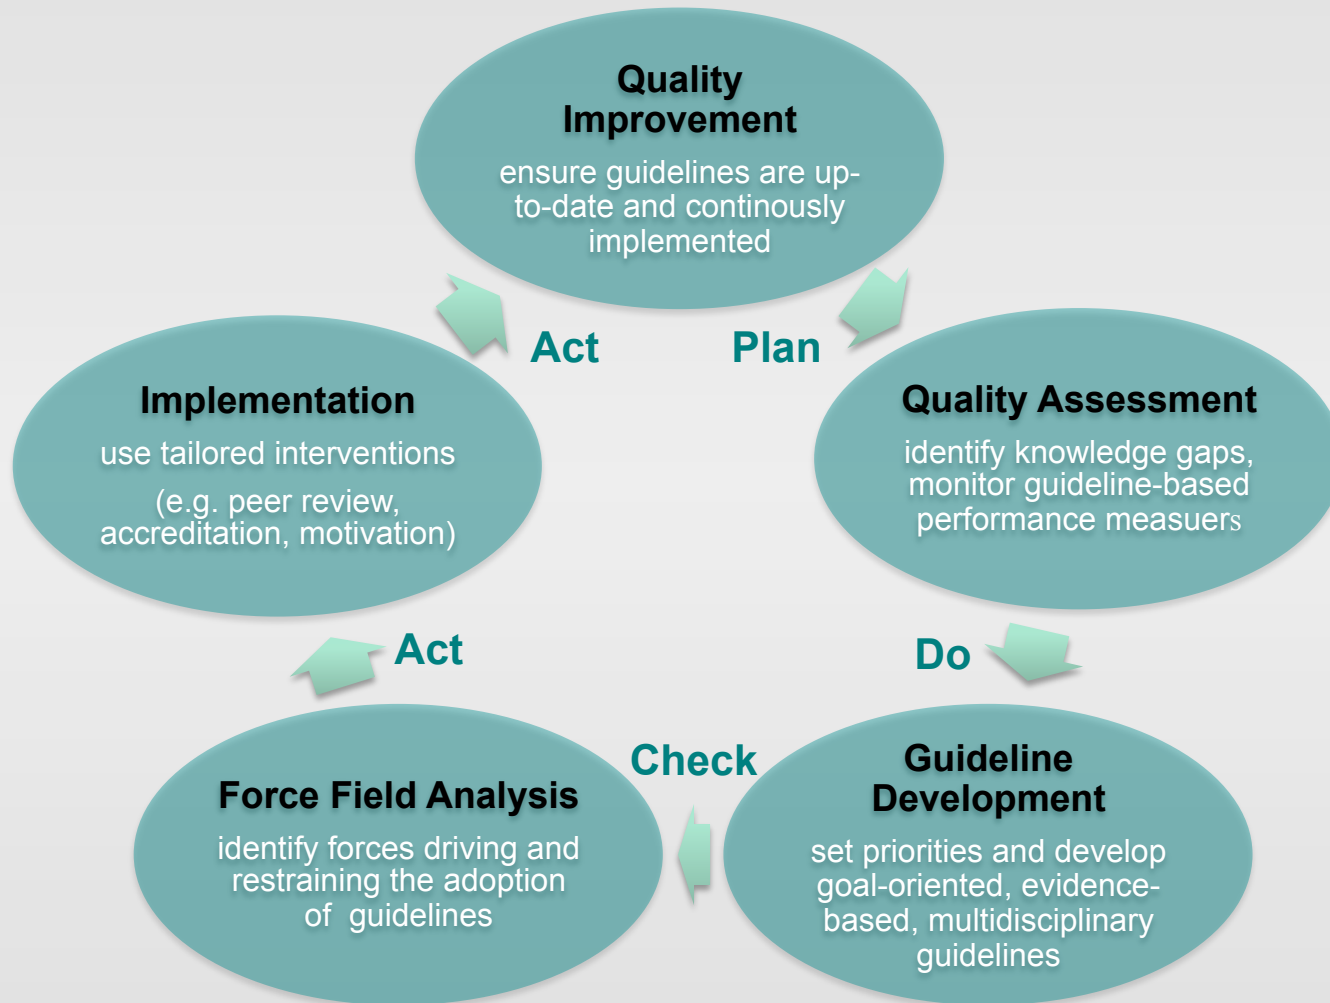 Quality
Improvement
ensure guidelines are up-
to-date and continously
implemented
Act
Plan
Implementation
use tailored interventions
(e.g. peer review,
accreditation, motivation)
Quality Assessment
identify knowledge gaps,
monitor guideline-based
performance measuers
Act
Do
Check
Force Field Analysis
identify forces driving and
restraining the adoption
of guidelines
Guideline
Development
set priorities and develop
goal-oriented, evidence-
based, multidisciplinary
guidelines